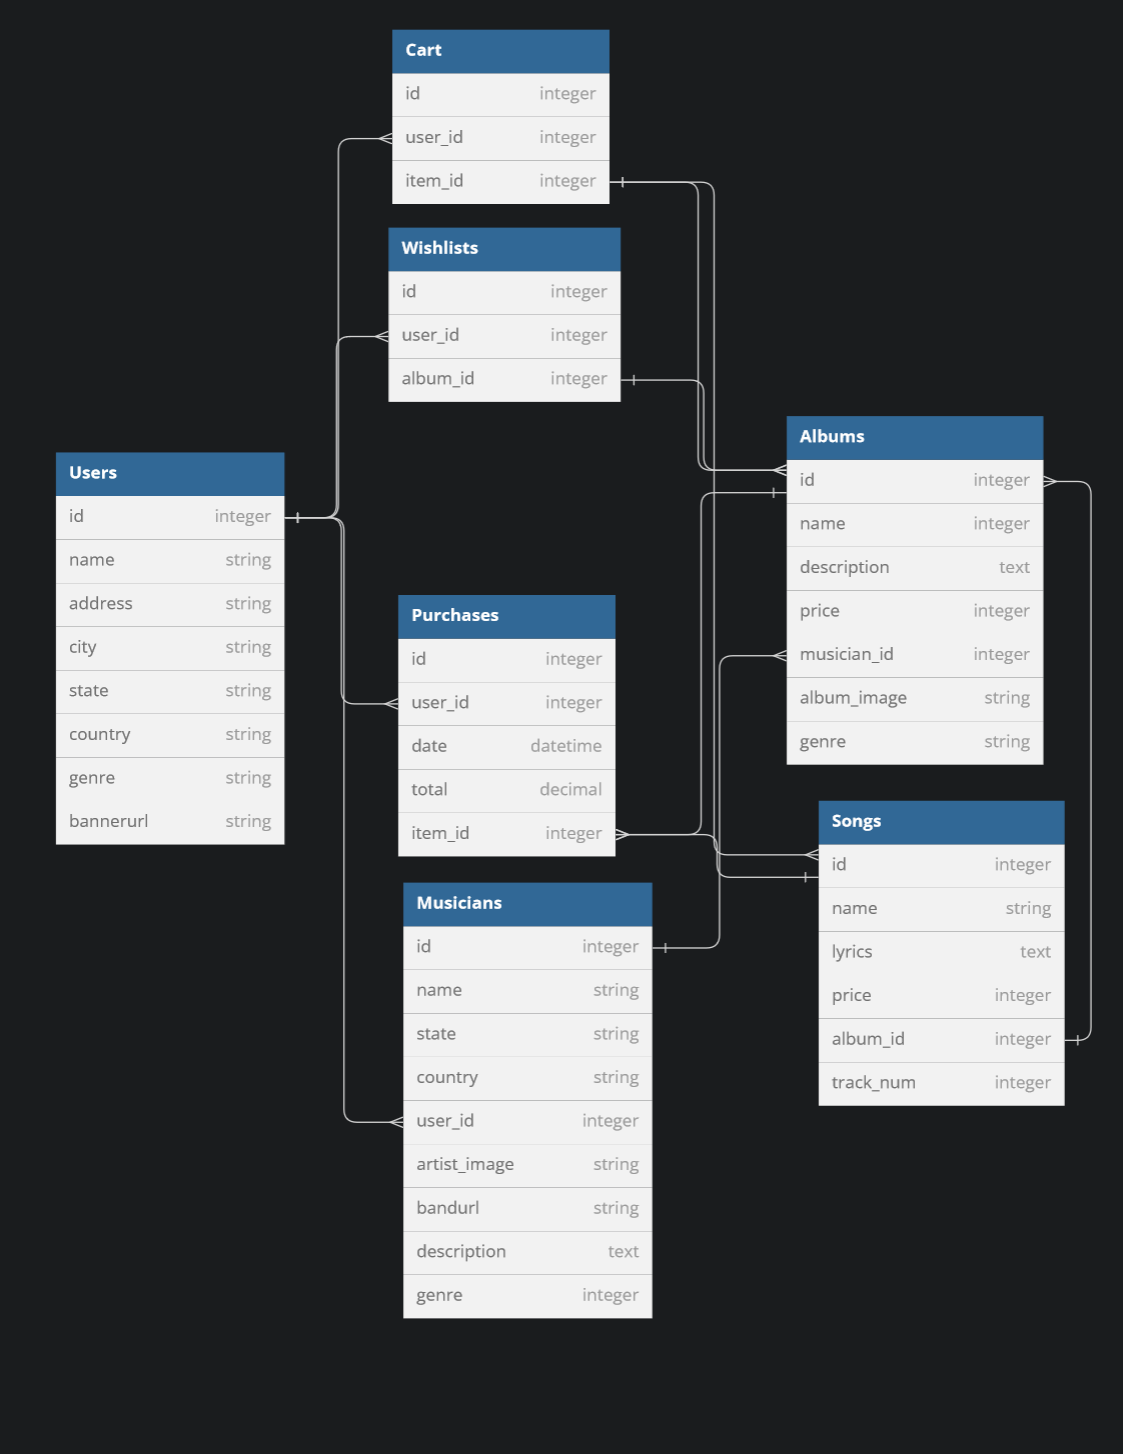 Cart
id integer
user_id integer
item_id integer
Wishlists
id integer
user_id integer
album_id integer
Users
id integer
name string
address string
city string
state string
country string
genre string
bannerurl string
Purchases
id integer
user_id integer
date datetime
total decimal
item_id integer
Musicians
id integer
name string
state string
country string
user_id integer
artist_image string
bandurl string
description text
genre integer
Albums
id integer
name integer
description text
price integer
musician_id integer
album_image string
genre string
Songs
id integer
name string
lyrics text
price integer
album_id integer
track_num integer